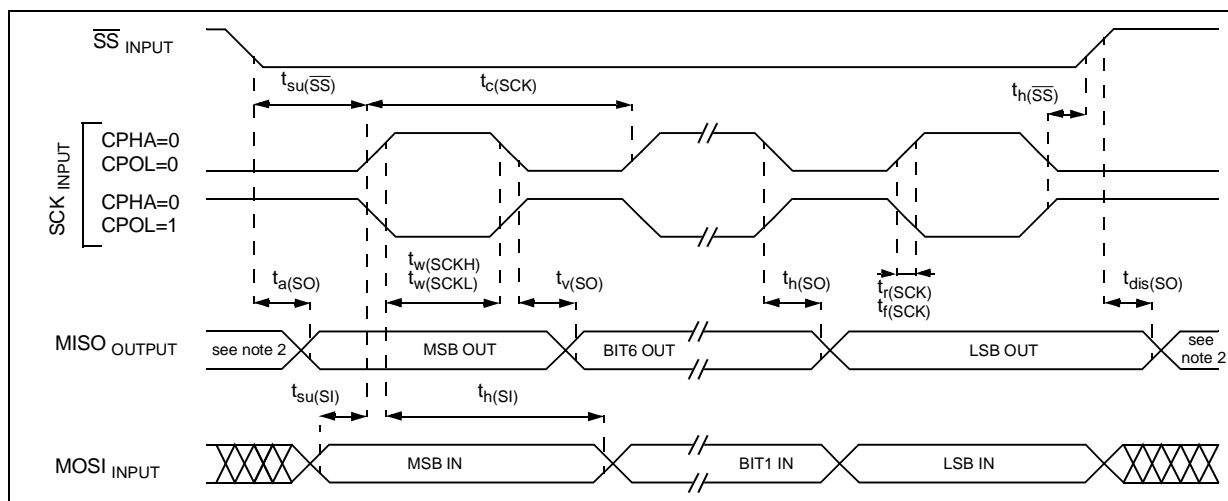 SS INPUT
tsu(SS)
tc(SCK)
th(SS)
SCK INPUT
CPHA=0
CPOL=0
CPHA=0
CPOL=1
ta(SO)
tw(SCKH)
tw(SCKL)
tv(SO)
th(SO)
tr(SCK)
tf(SCK)
tdis(SO)
MISO OUTPUT
see note 2
MSB OUT
BIT6 OUT
LSB OUT
see
note 2
tsu(SI)
th(SI)
MOSI INPUT
MSB IN
BIT1 IN
LSB IN